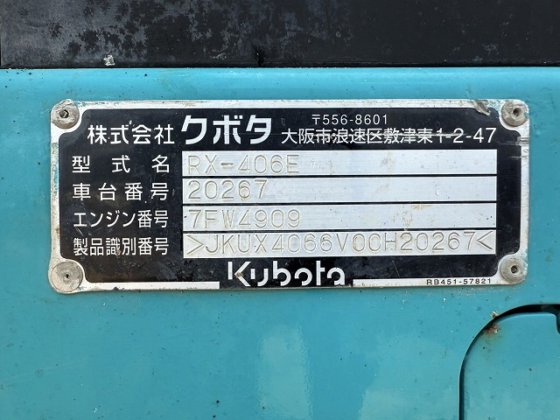 〒556-8601
株式会社クボタ 大阪市浪速区敷津東1-2-47
型式名 RX-406E
車台番号 20267
エンジン番号 7FW4909
製品識別番号 >JKUX4066V00H20267<
Kubota
RB451-57821